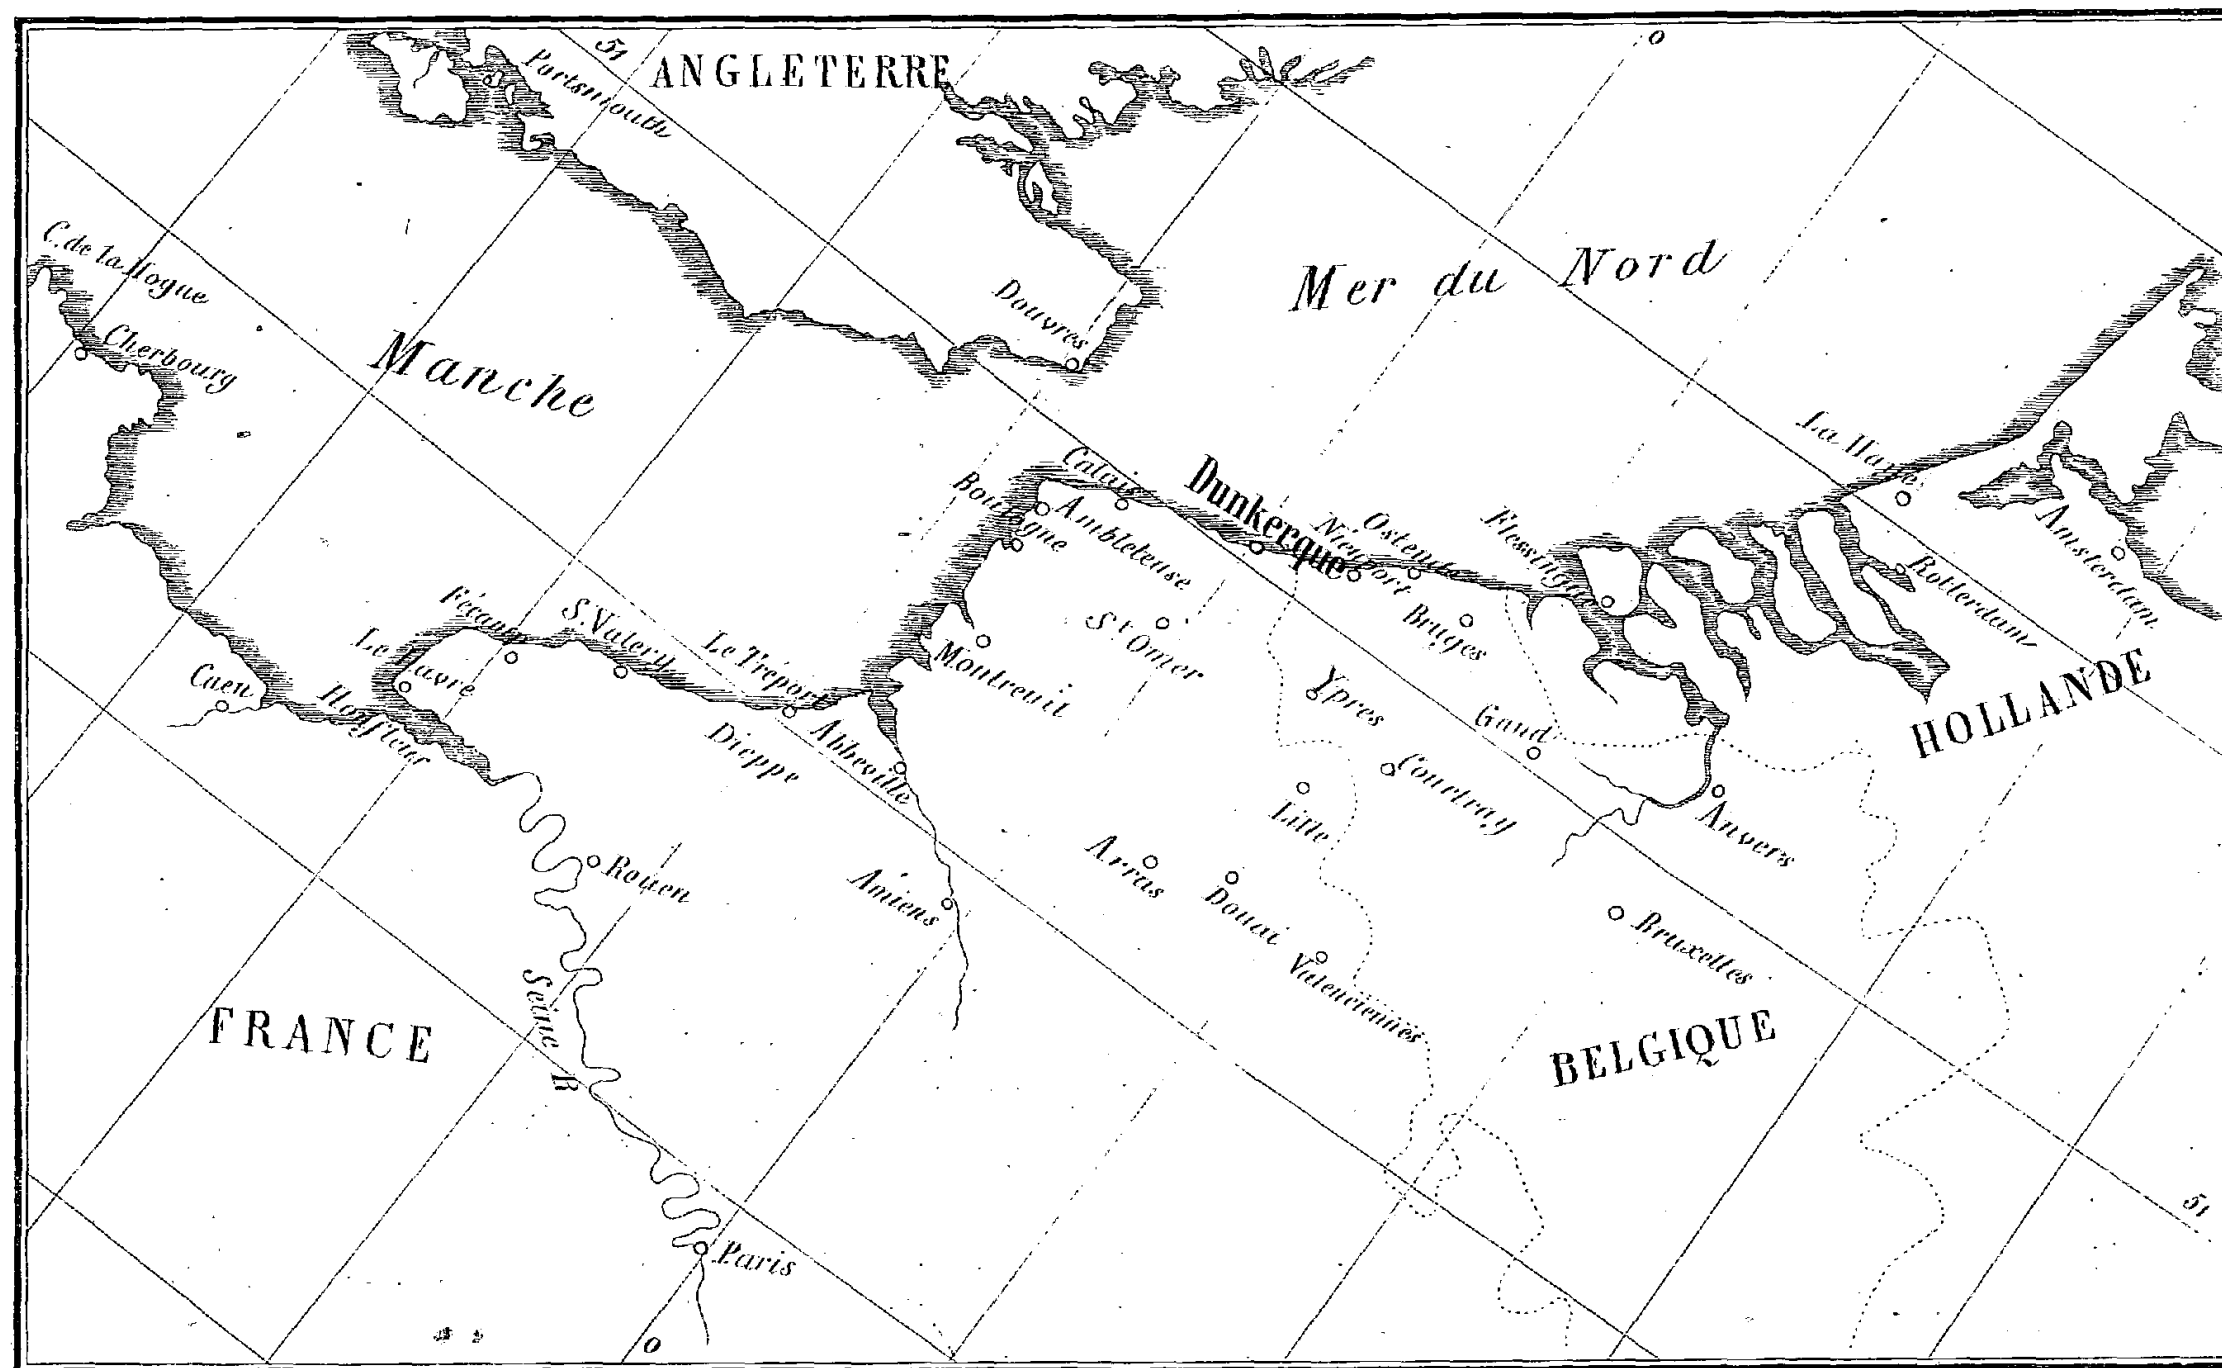 51
0
Portsmouth
ANGLETERRE
C. de la Hogue
Cherbourg
Manche
Douvres
Mer du Nord
La Haye
Calais
Boulogne
Ambleteuse
Dunkerque
Nieuport
Ostende
Flessingue
Amsterdam
Rotterdam
HOLLANDE
Fécamp
S. Valery
Le Tréport
Le Havre
Caen
Honfleur
Dieppe
Abbeville
Montreuil
St Omer
Bruges
Ypres
Gand
Courtray
Lille
Anvers
Rouen
Amiens
Arras
Douai
Valenciennes
Bruxelles
FRANCE
Seine R
BELGIQUE
Paris
51
0